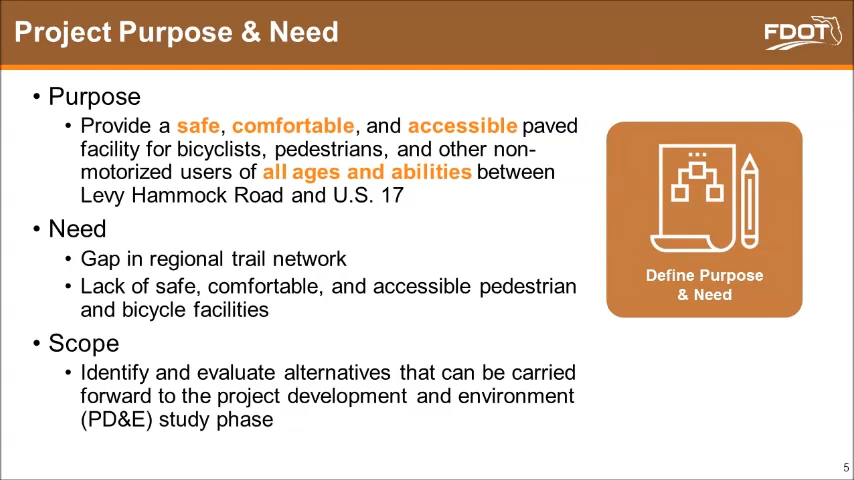 Project Purpose & Need
FDOT
• Purpose
• Provide a safe, comfortable, and accessible paved
facility for bicyclists, pedestrians, and other non-
motorized users of all ages and abilities between
Levy Hammock Road and U.S. 17
• Need
• Gap in regional trail network
• Lack of safe, comfortable, and accessible pedestrian
and bicycle facilities
• Scope
• Identify and evaluate alternatives that can be carried
forward to the project development and environment
(PD&E) study phase
Define Purpose
& Need
5